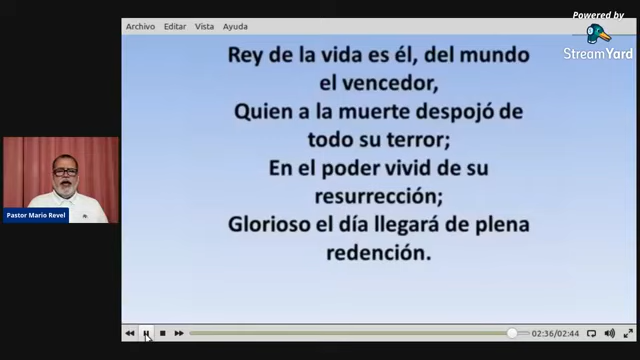 Powered by
StreamYard
Archivo Editar Vista Ayuda
Rey de la vida es él, del mundo
el vencedor,
Quien a la muerte despojó de
todo su terror;
En el poder vivid de su
resurrección;
Glorioso el día llegará de plena
redención.
Pastor Mario Revel
02:36/02:44